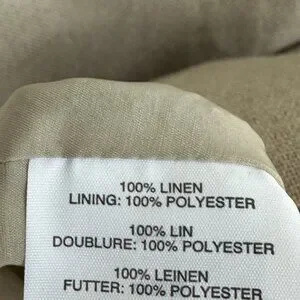 100% LINEN
LINING: 100% POLYESTER
100% LIN
DOUBLURE: 100% POLYESTER
100% LEINEN
FUTTER: 100% POLYESTER